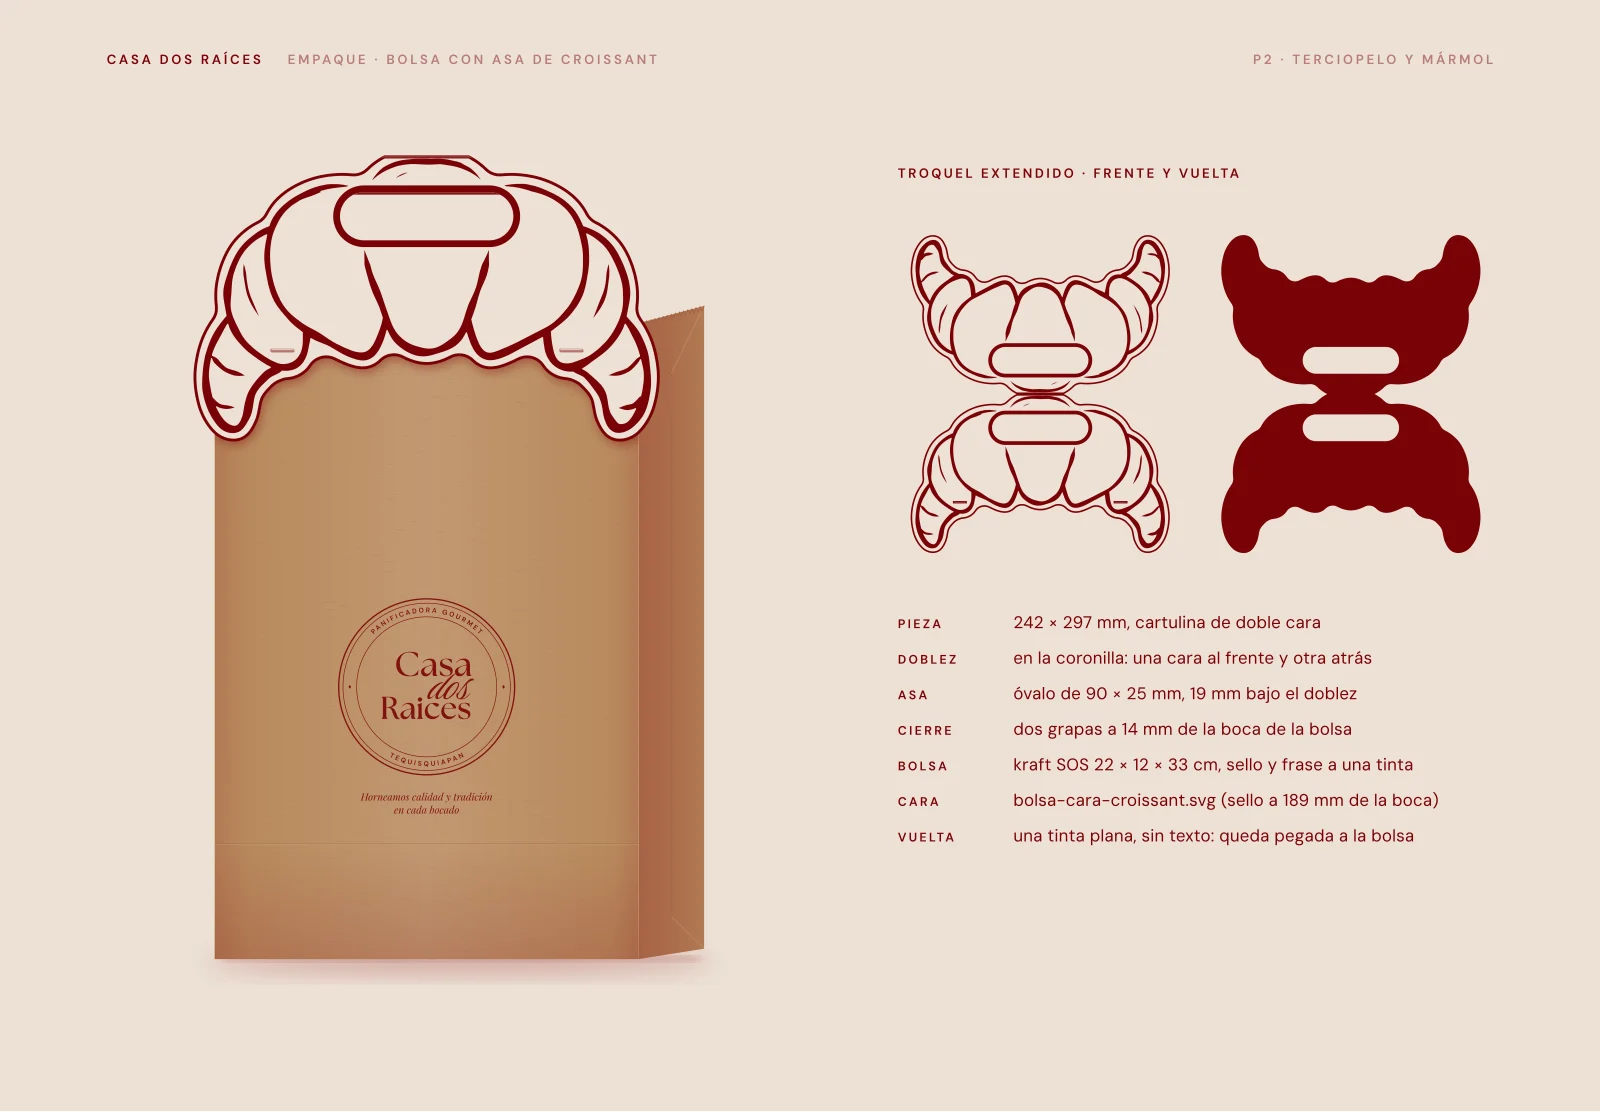 CASA DOS RAÍCES EMPAQUE · BOLSA CON ASA DE CROISSANT
P2 · TERCIOPELO Y MÁRMOL
PANIFICADORA GOURMET
Casa
dos
Raíces
TEQUISQUIAPAN
Horneamos calidad y tradición
en cada bocado
TROQUEL EXTENDIDO · FRENTE Y VUELTA
PIEZA 242 × 297 mm, cartulina de doble cara
DOBLEZ en la coronilla: una cara al frente y otra atrás
ASA óvalo de 90 × 25 mm, 19 mm bajo el doblez
CIERRE dos grapas a 14 mm de la boca de la bolsa
BOLSA kraft SOS 22 × 12 × 33 cm, sello y frase a una tinta
CARA bolsa-cara-croissant.svg (sello a 189 mm de la boca)
VUELTA una tinta plana, sin texto: queda pegada a la bolsa